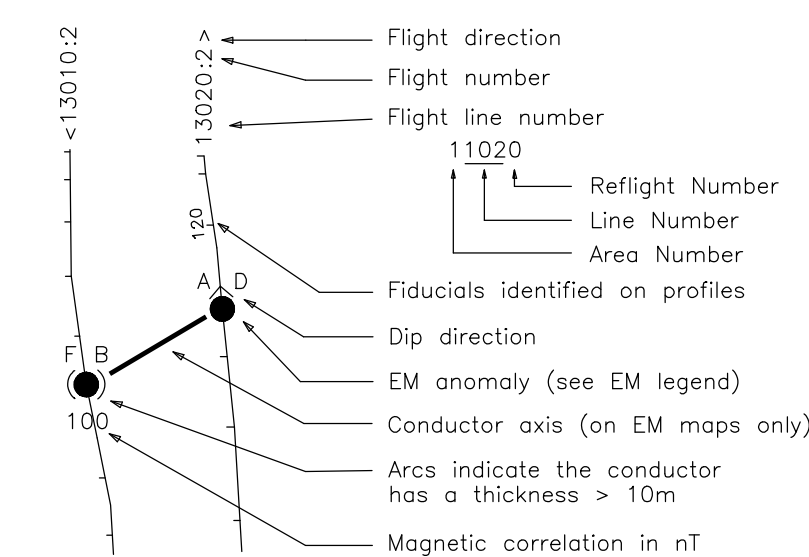 <13010:2
13020:2 >
Flight direction
Flight number
Flight line number
11020
Reflight Number
Line Number
Area Number
120
Fiducials identified on profiles
A D
Dip direction
F B
EM anomaly (see EM legend)
100
Conductor axis (on EM maps only)
Arcs indicate the conductor
has a thickness > 10m
Magnetic correlation in nT